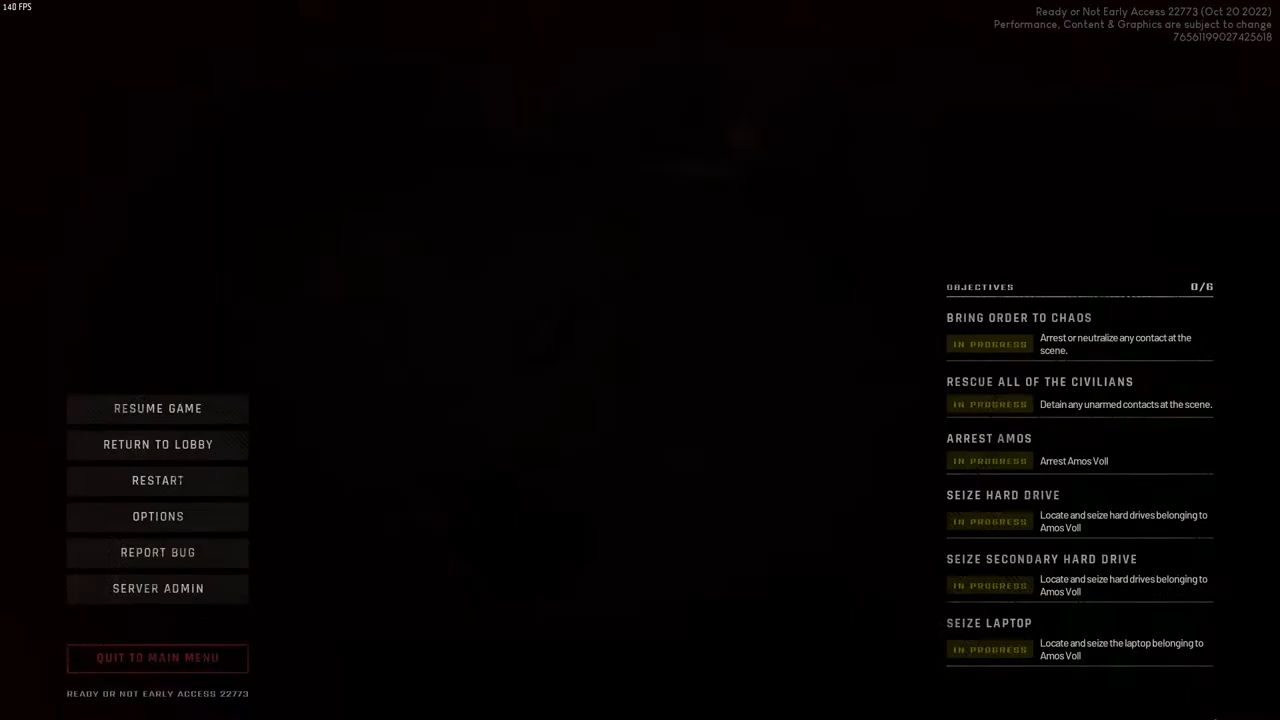 140 FPS
Ready or Not Early Access 22773 (Oct 20 2022)
Performance, Content & Graphics are subject to change
76561199027425618
OBJECTIVES 0/6
BRING ORDER TO CHAOS
IN PROGRESS Arrest or neutralize any contact at the
scene.
RESCUE ALL OF THE CIVILIANS
IN PROGRESS Detain any unarmed contacts at the scene.
ARREST AMOS
IN PROGRESS Arrest Amos Voll
SEIZE HARD DRIVE
IN PROGRESS Locate and seize hard drives belonging to
Amos Voll
SEIZE SECONDARY HARD DRIVE
IN PROGRESS Locate and seize hard drives belonging to
Amos Voll
SEIZE LAPTOP
IN PROGRESS Locate and seize the laptop belonging to
Amos Voll
RESUME GAME
RETURN TO LOBBY
RESTART
OPTIONS
REPORT BUG
SERVER ADMIN
QUIT TO MAIN MENU
READY OR NOT EARLY ACCESS 22773